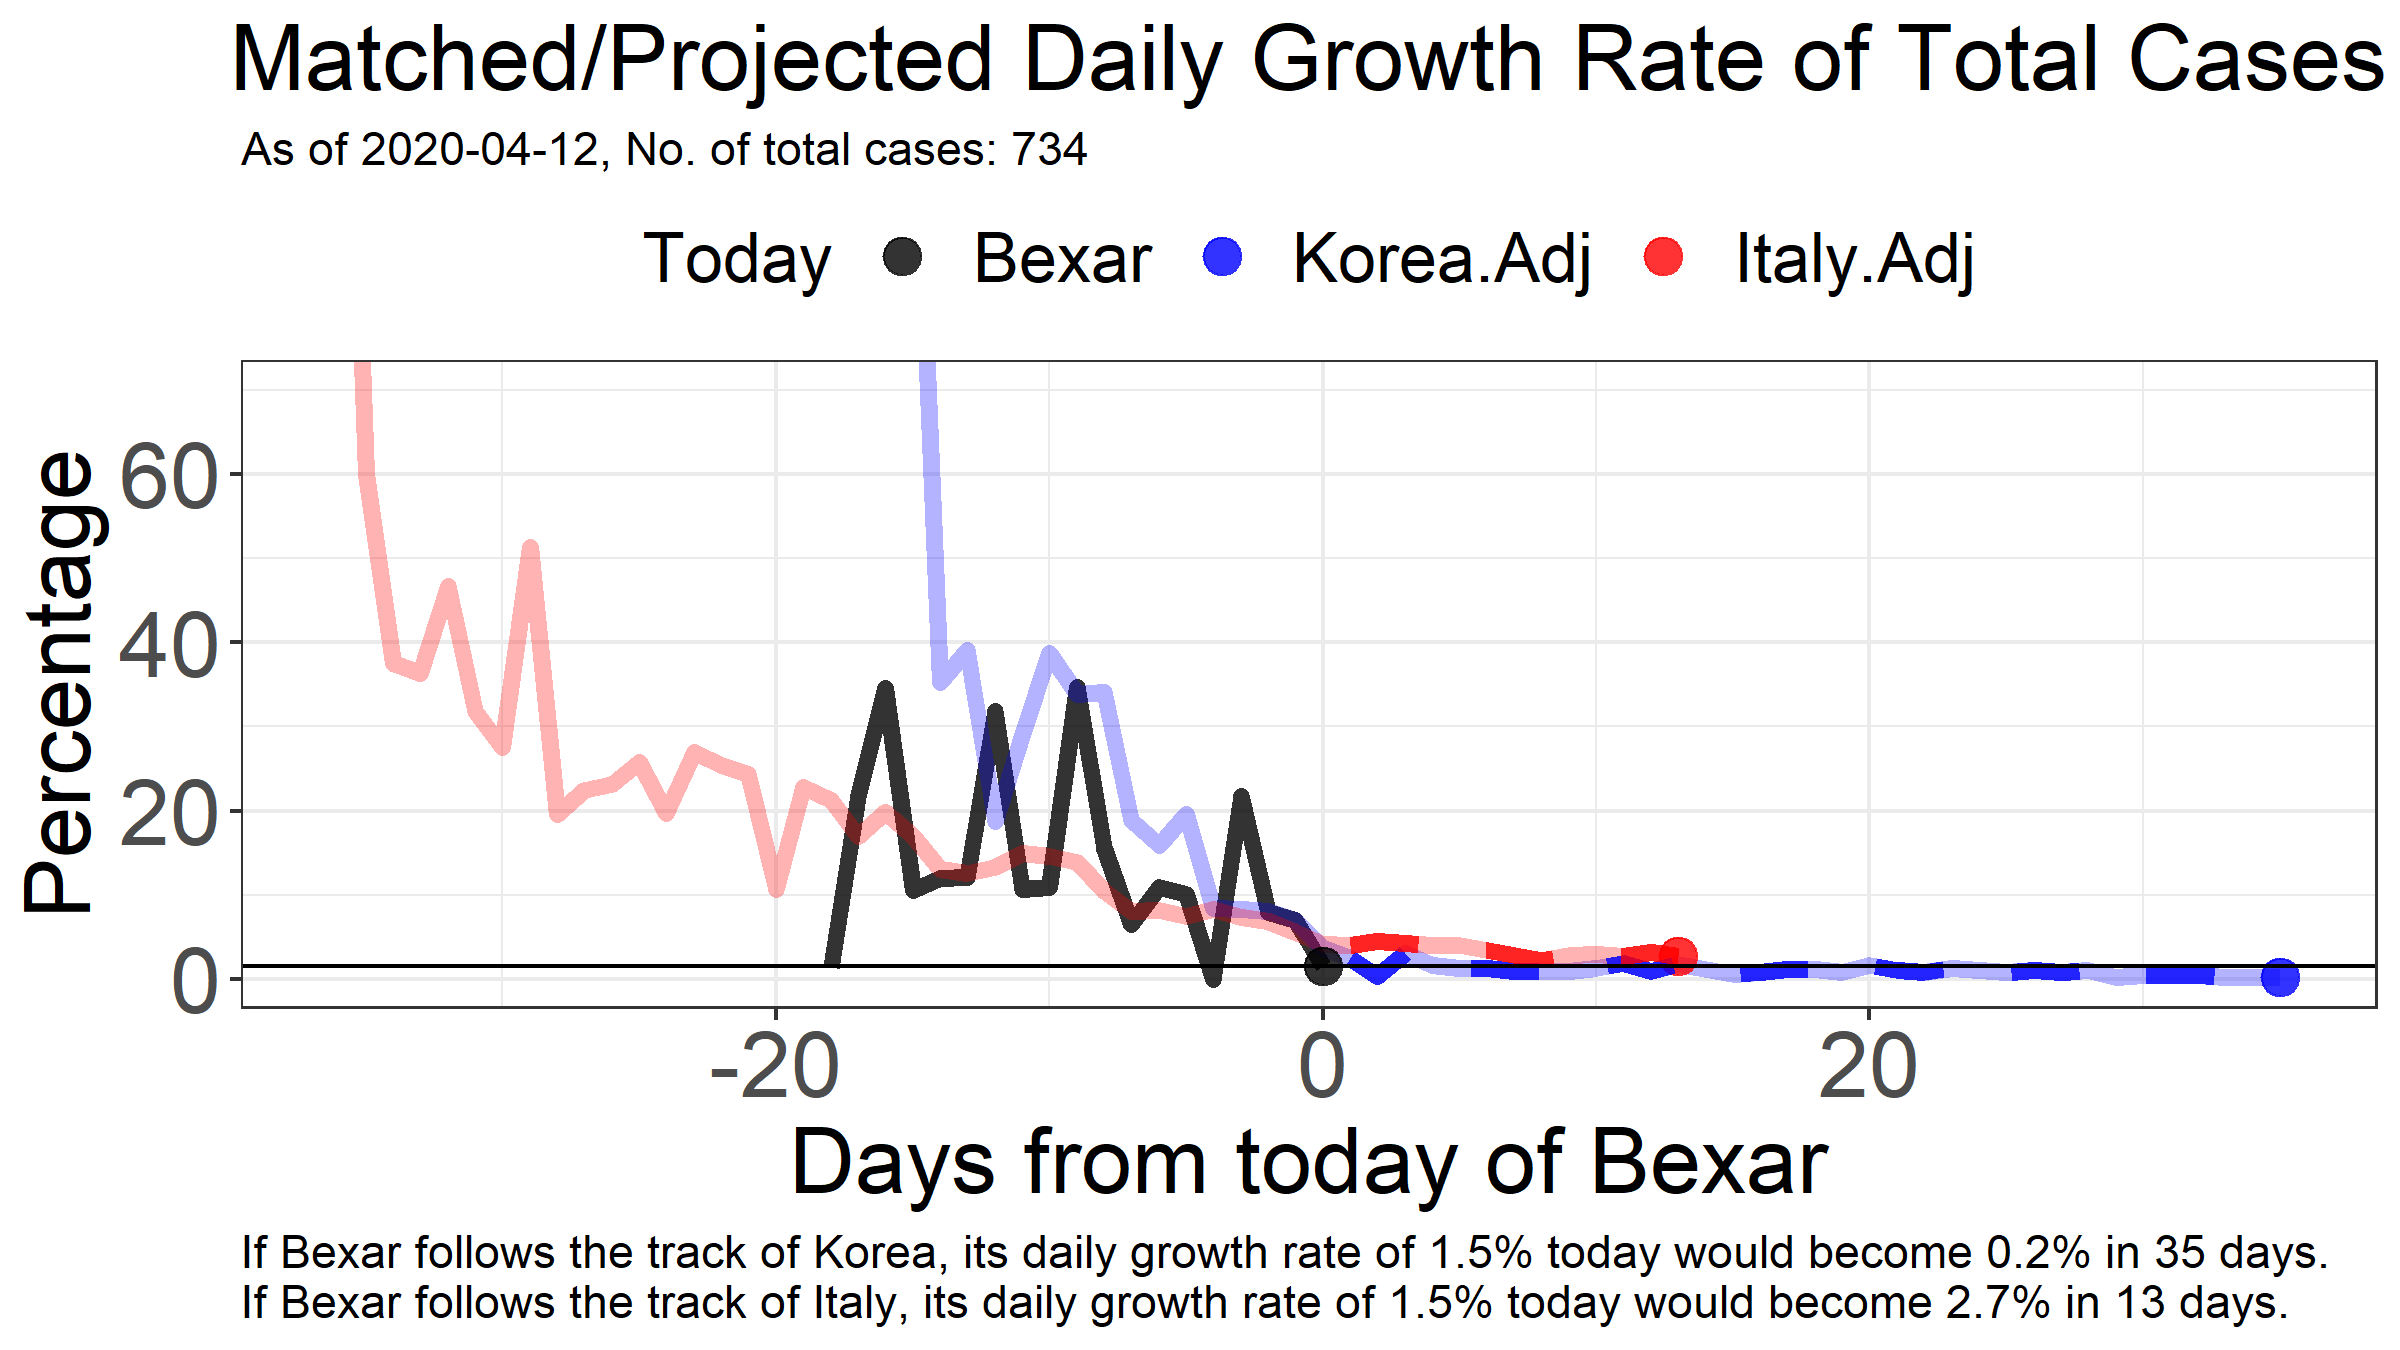 Matched/Projected Daily Growth Rate of Total Cases
As of 2020-04-12, No. of total cases: 734
Today Bexar Korea.Adj Italy.Adj
Percentage
60
40
20
0
-20 0 20
Days from today of Bexar
If Bexar follows the track of Korea, its daily growth rate of 1.5% today would become 0.2% in 35 days.
If Bexar follows the track of Italy, its daily growth rate of 1.5% today would become 2.7% in 13 days.